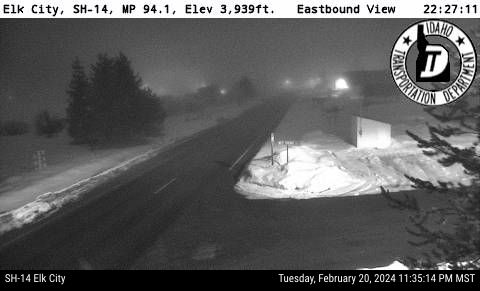 Elk City, SH-14, MP 94.1, Elev 3,939ft. Eastbound View 22:27:11
IDAHO
TRANSPORTATION DEPARTMENT
SH-14 Elk City Tuesday, February 20, 2024 11:35:14 PM MST